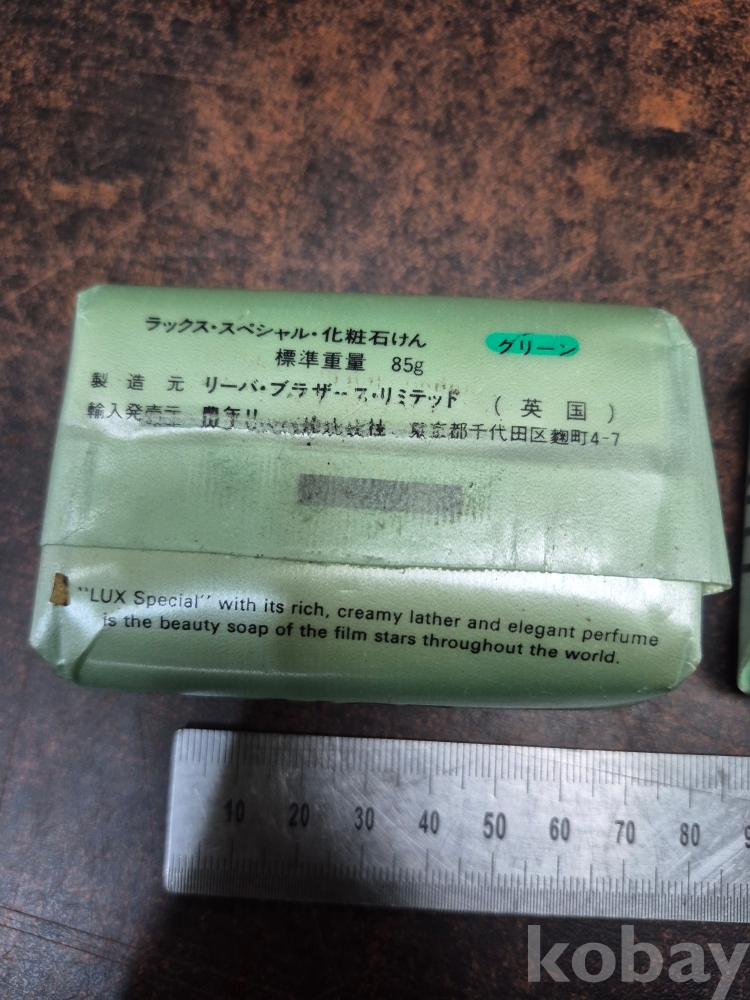 ラックス・スペシャル・化粧石けん
グリーン
標準重量 85g
製造元 リーバ・ブラザース・リミテッド (英国)
輸入発売元 東京都千代田区麹町4-7
"LUX Special" with its rich, creamy lather and elegant perfume
is the beauty soap of the film stars throughout the world.
10 20 30 40 50 60 70 80
kobay